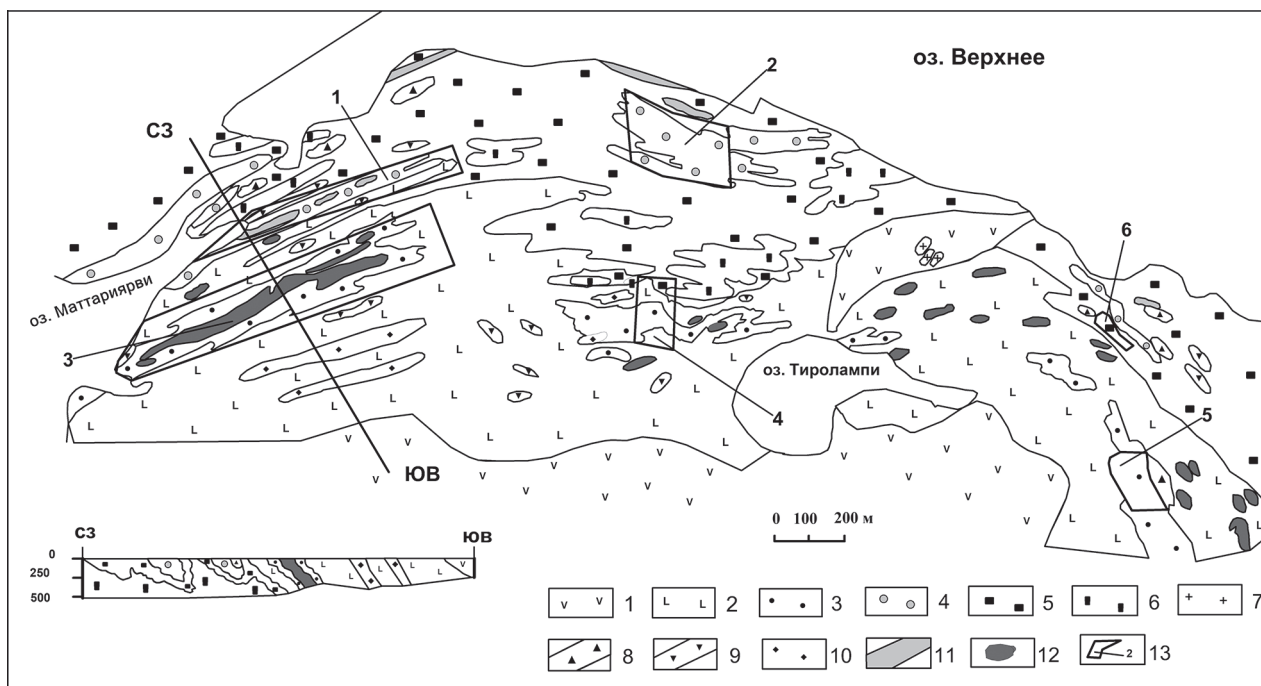 оз. Верхнее
2
1
СЗ
6
оз. Маттариярви
3
оз. Тиролампи
4
5
ЮВ
0 100 200 м
СЗ
ЮВ
0
250
500
1
2
3
4
5
6
7
8
9
10
11
12
2
13